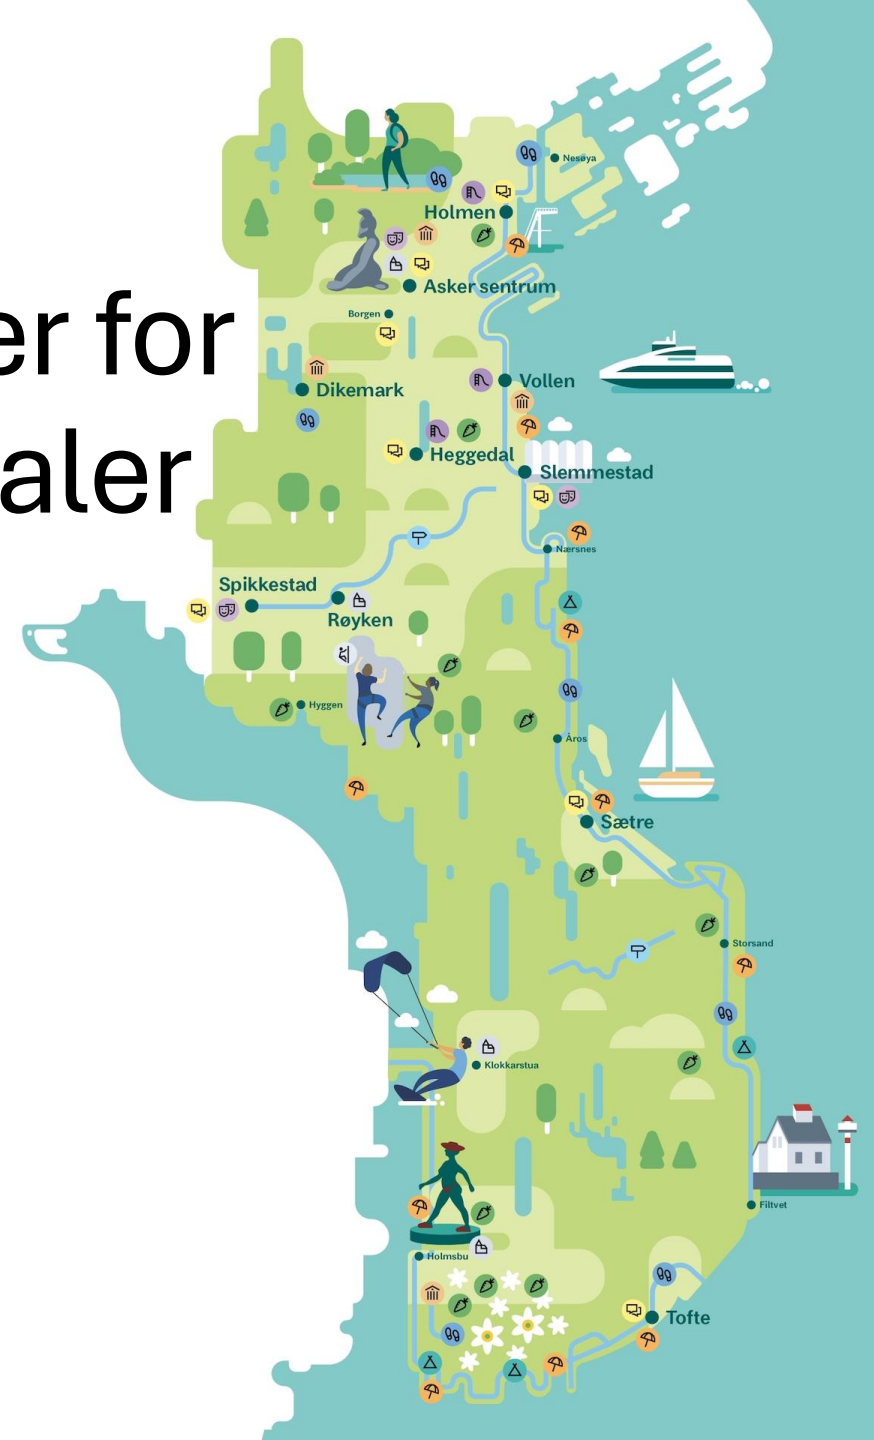 er for
aler
Nesøya
Holmen
Asker sentrum
Borgen
Vollen
Dikemark
Heggedal
Slemmestad
Nærsnes
Spikkestad
Røyken
Hyggen
Åros
Sætre
Storsand
Klokkarstua
Filtvet
Holmsbu
Tofte